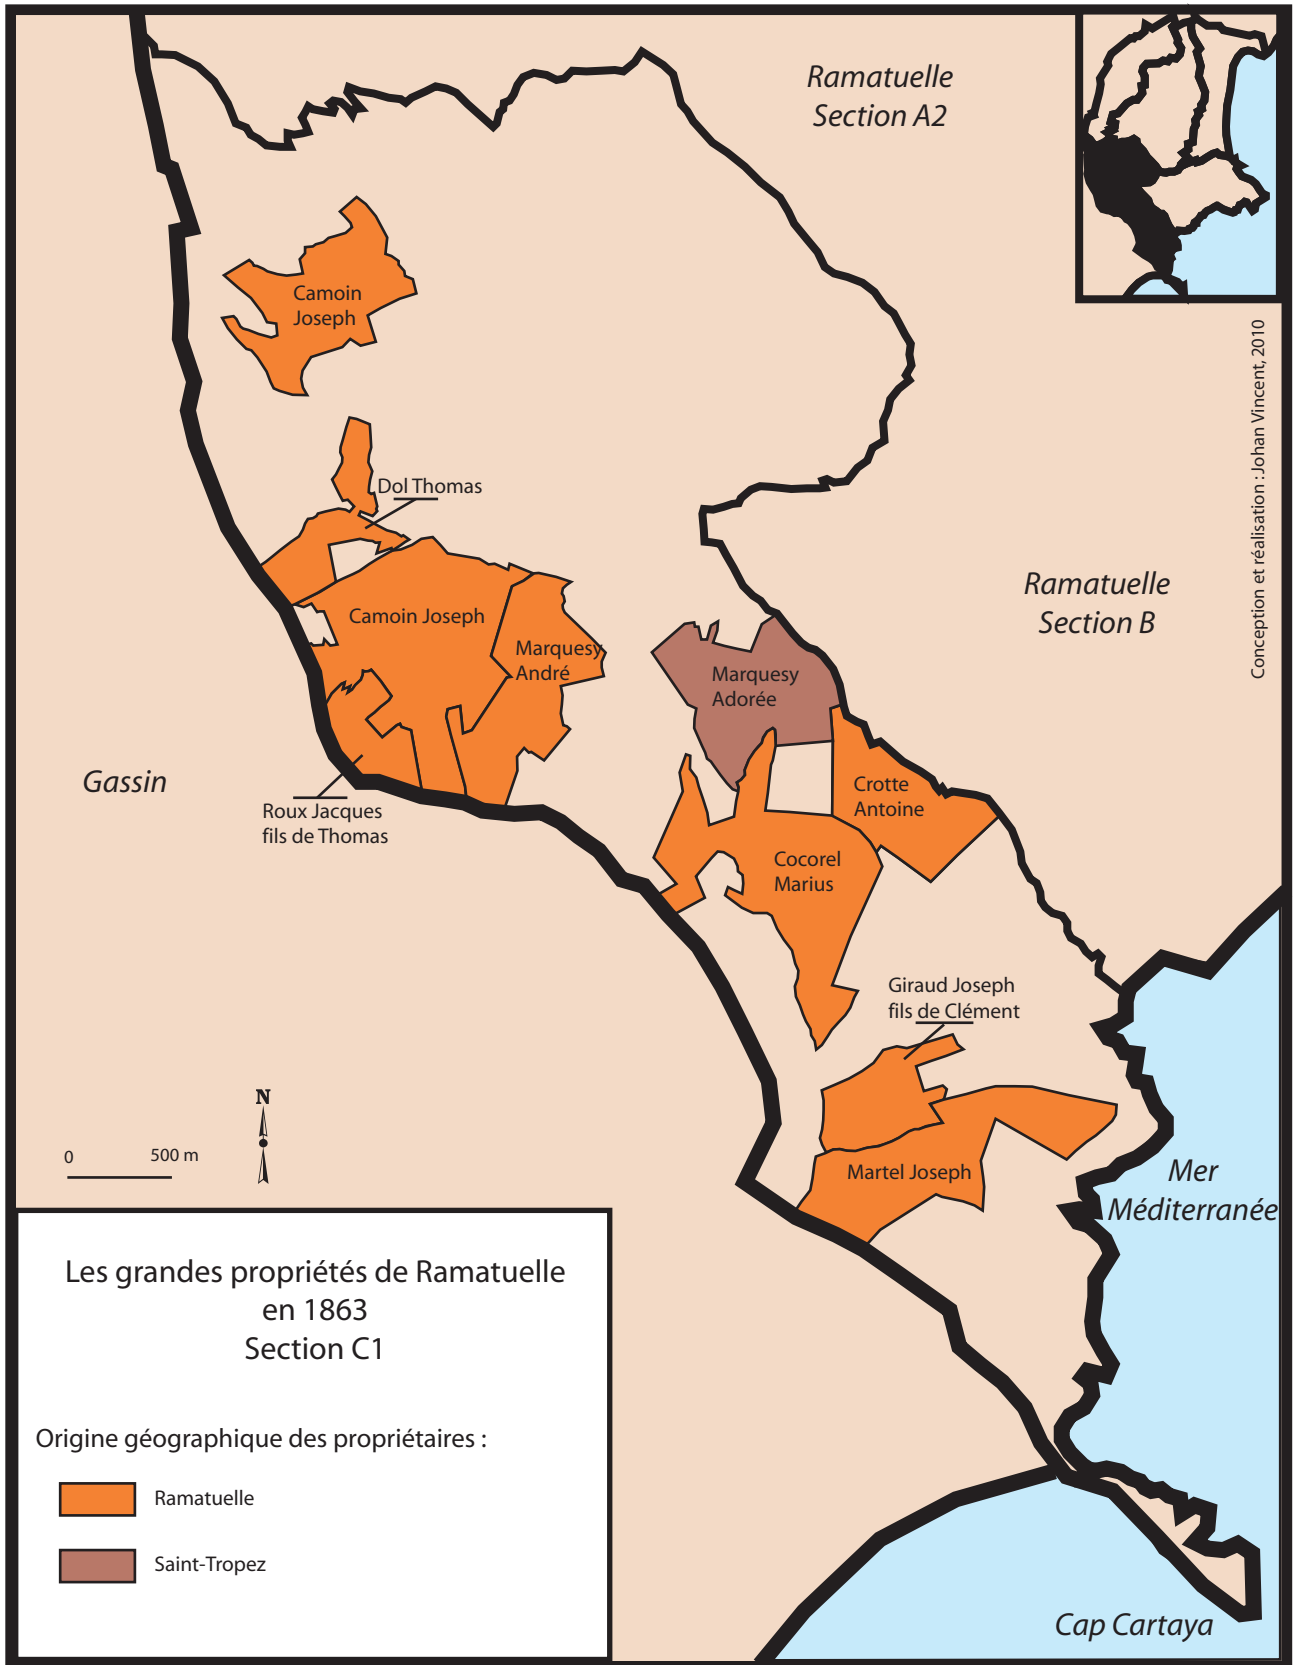 Ramatuelle
Section A2
Camoin
Joseph
Conception et réalisation : Johan Vincent, 2010
Dol Thomas
Ramatuelle
Section B
Camoin Joseph
Marquesy
André
Marquesy
Adorée
Gassin
Crotte
Antoine
Roux Jacques
fils de Thomas
Cocorel
Marius
Giraud Joseph
fils de Clément
N
0 500 m
Martel Joseph
Mer
Méditerranée
Les grandes propriétés de Ramatuelle
en 1863
Section C1
Origine géographique des propriétaires :
Ramatuelle
Saint-Tropez
Cap Cartaya